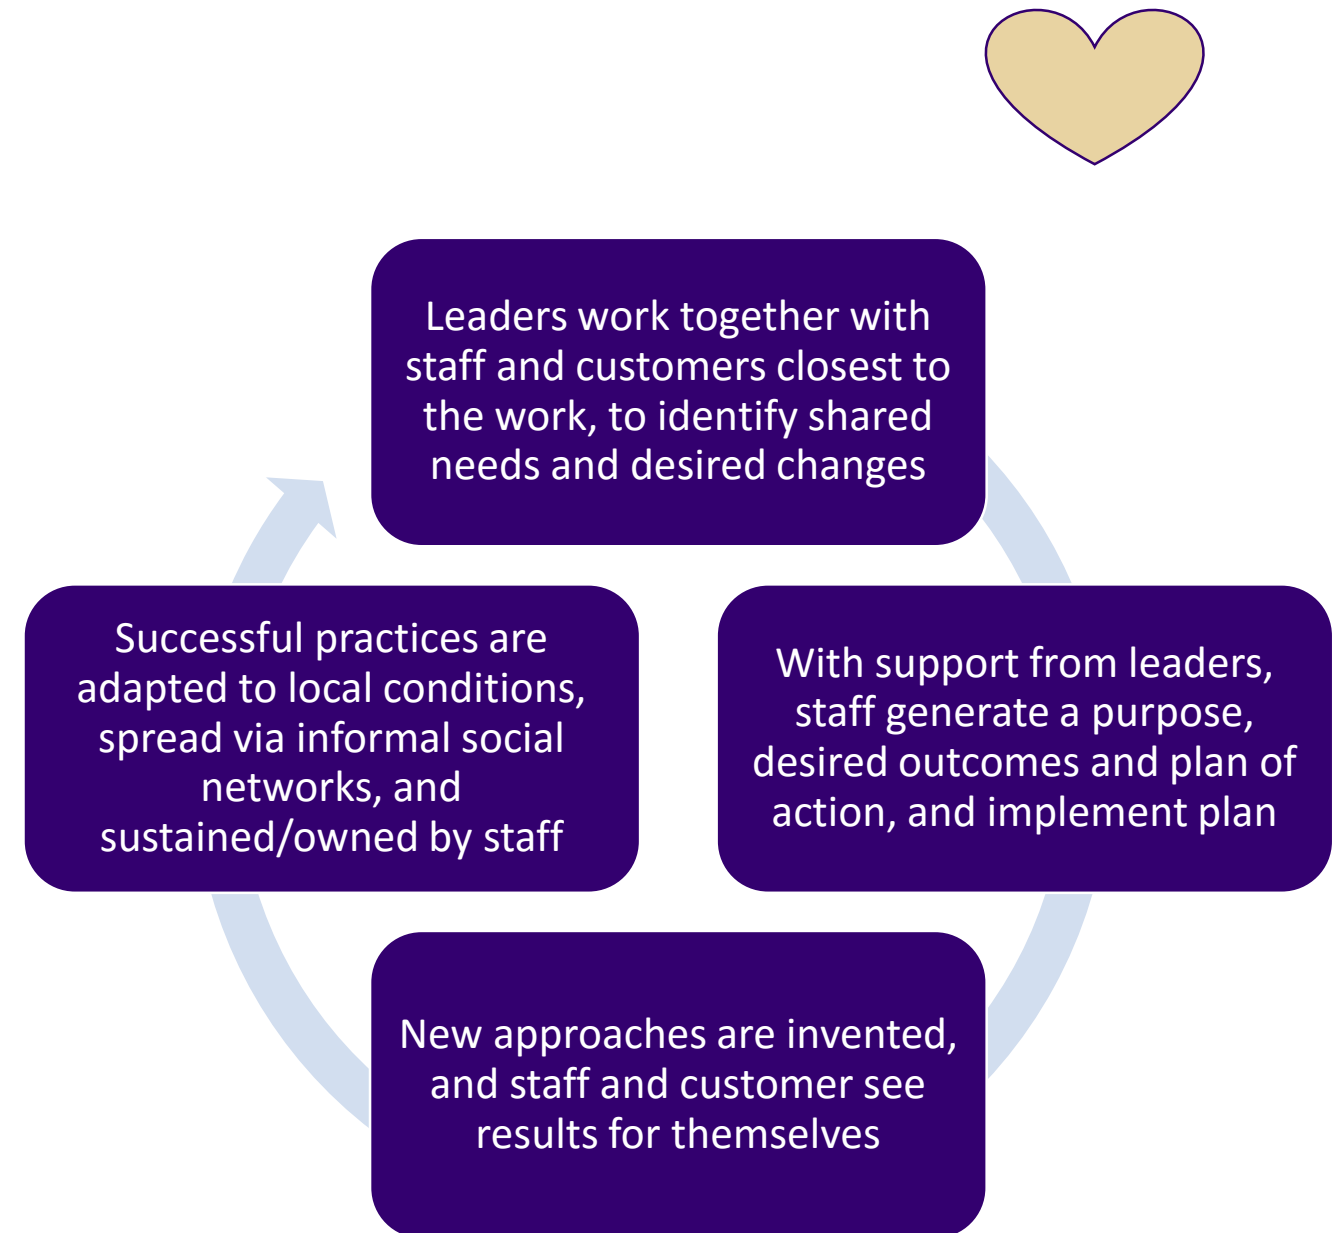 Leaders work together with
staff and customers closest to
the work, to identify shared
needs and desired changes
With support from leaders,
staff generate a purpose,
desired outcomes and plan of
action, and implement plan
New approaches are invented,
and staff and customer see
results for themselves
Successful practices are
adapted to local conditions,
spread via informal social
networks, and
sustained/owned by staff